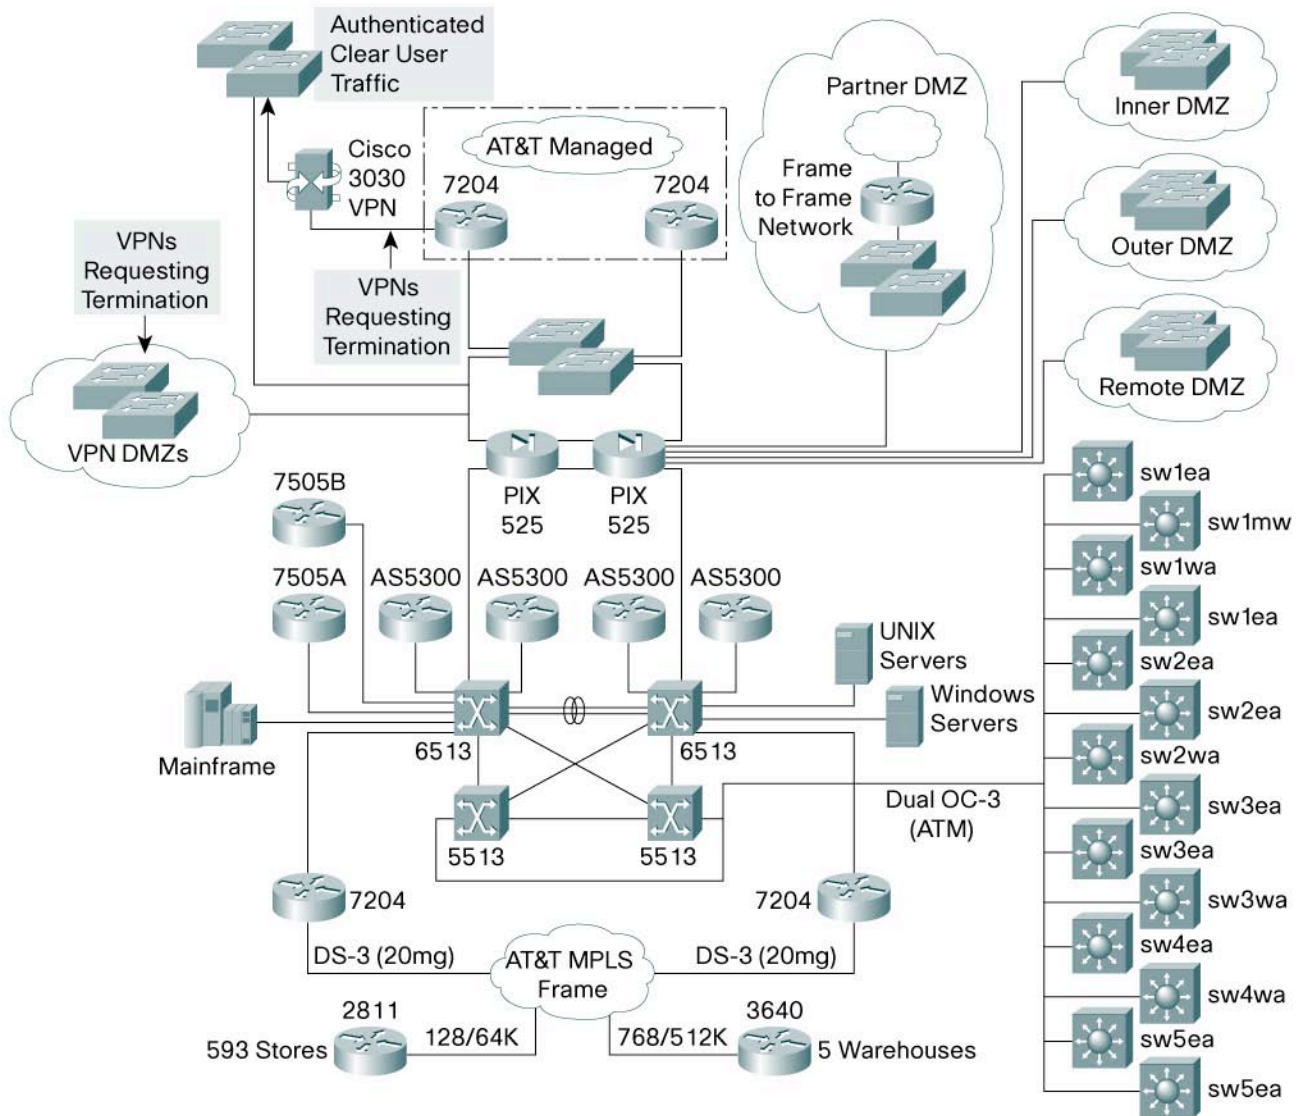 Authenticated
Clear User
Traffic
Cisco
3030
VPN
AT&T Managed
7204
7204
VPNs
Requesting
Termination
VPNs
Requesting
Termination
VPN DMZs
Partner DMZ
Frame
to Frame
Network
Inner DMZ
Outer DMZ
Remote DMZ
PIX
525
PIX
525
7505B
7505A
AS5300
AS5300
AS5300
AS5300
UNIX
Servers
Windows
Servers
Mainframe
6513
6513
5513
5513
Dual OC-3
(ATM)
7204
7204
DS-3 (20mg)
AT&T MPLS
Frame
DS-3 (20mg)
2811
593 Stores
128/64K
768/512K
3640
5 Warehouses
sw1ea
sw1mw
sw1wa
sw1ea
sw2ea
sw2ea
sw2wa
sw3ea
sw3ea
sw3wa
sw4ea
sw4wa
sw5ea
sw5ea